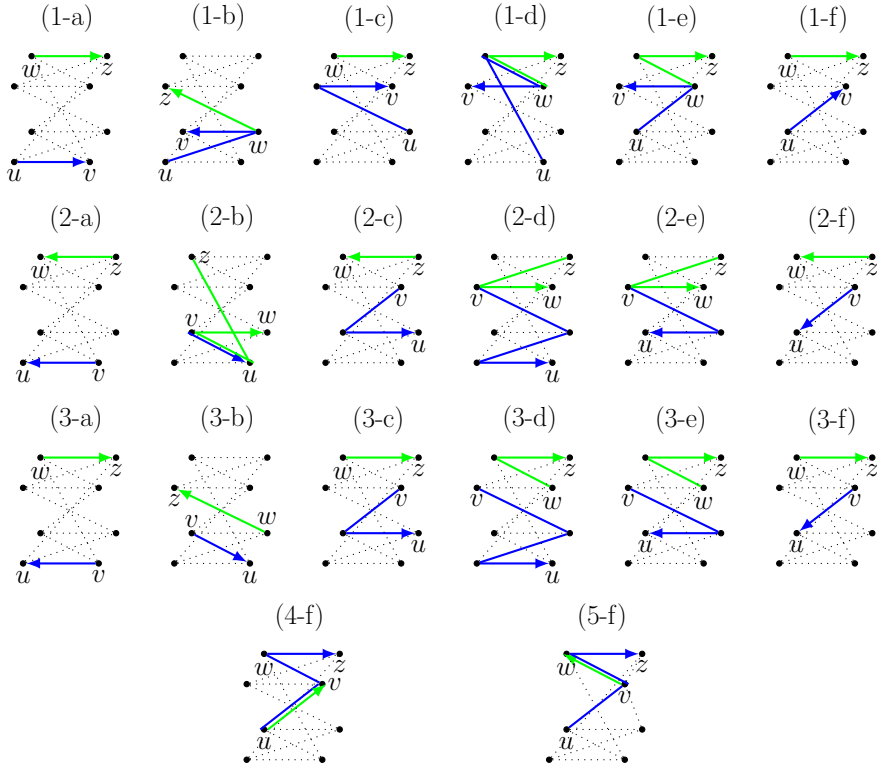 (1-a) (1-b) (1-c) (1-d) (1-e) (1-f)
w z w z z w z w z
z v v w v w v
v w u u u
u v u u
(2-a) (2-b) (2-c) (2-d) (2-e) (2-f)
w z z w z z z w z
v v w v w v
v w u u u
u v u u
(3-a) (3-b) (3-c) (3-d) (3-e) (3-f)
w z w z z z w z
z v w v w v
v w u u u
u v u u
(4-f) (5-f)
w z w z
v v
u u